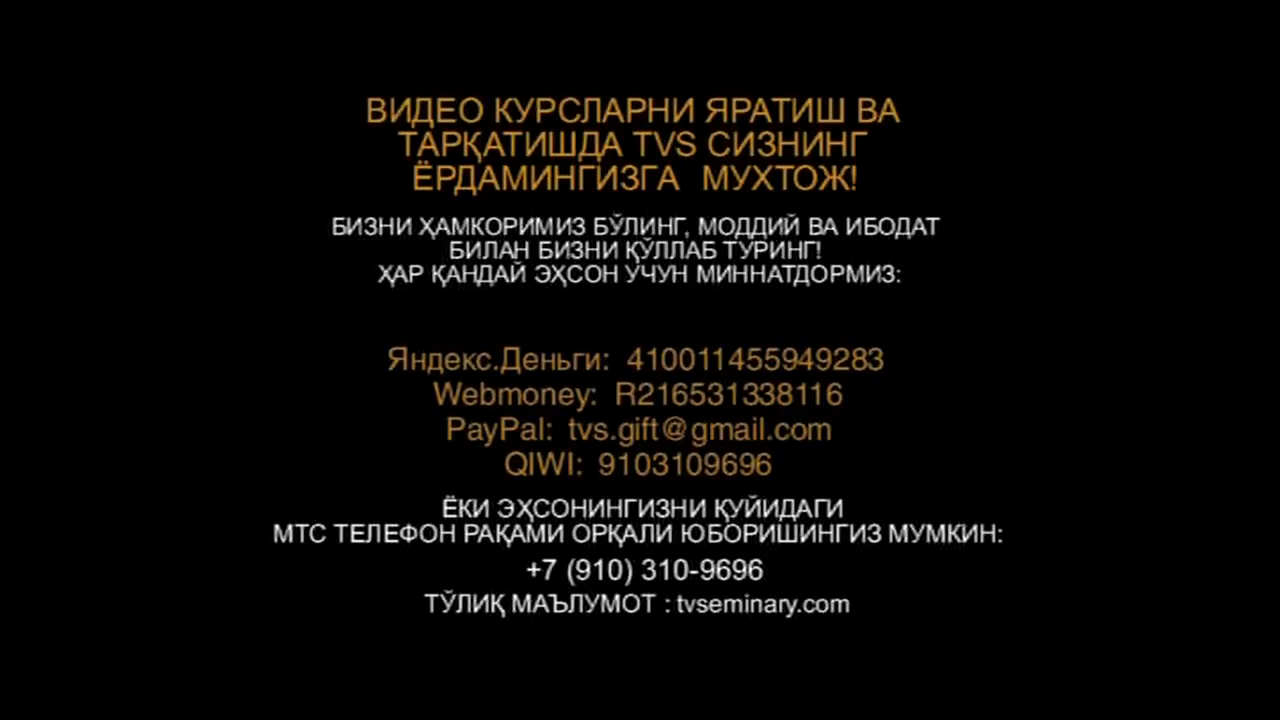 ВИДЕО КУРСЛАРНИ ЯРАТИШ ВА
ТАРҚАТИШДА TVS СИЗНИНГ
ЁРДАМИНГИЗГА МУХТОЖ!
БИЗНИ ҲАМКОРИМИЗ БЎЛИНГ, МОДДИЙ ВА ИБОДАТ
БИЛАН БИЗНИ ҚЎЛЛАБ ТУРИНГ!
ҲАР ҚАНДАЙ ЭҲСОН УЧУН МИННАТДОРМИЗ:
Яндекс.Деньги: 410011455949283
Webmoney: R216531338116
PayPal: tvs.gift@gmail.com
QIWI: 9103109696
ЁКИ ЭҲСОНИНГИЗНИ ҚУЙИДАГИ
МТС ТЕЛЕФОН РАҚАМИ ОРҚАЛИ ЮБОРИШИНГИЗ МУМКИН:
+7 (910) 310-9696
ТЎЛИҚ МАЪЛУМОТ : tvseminary.com